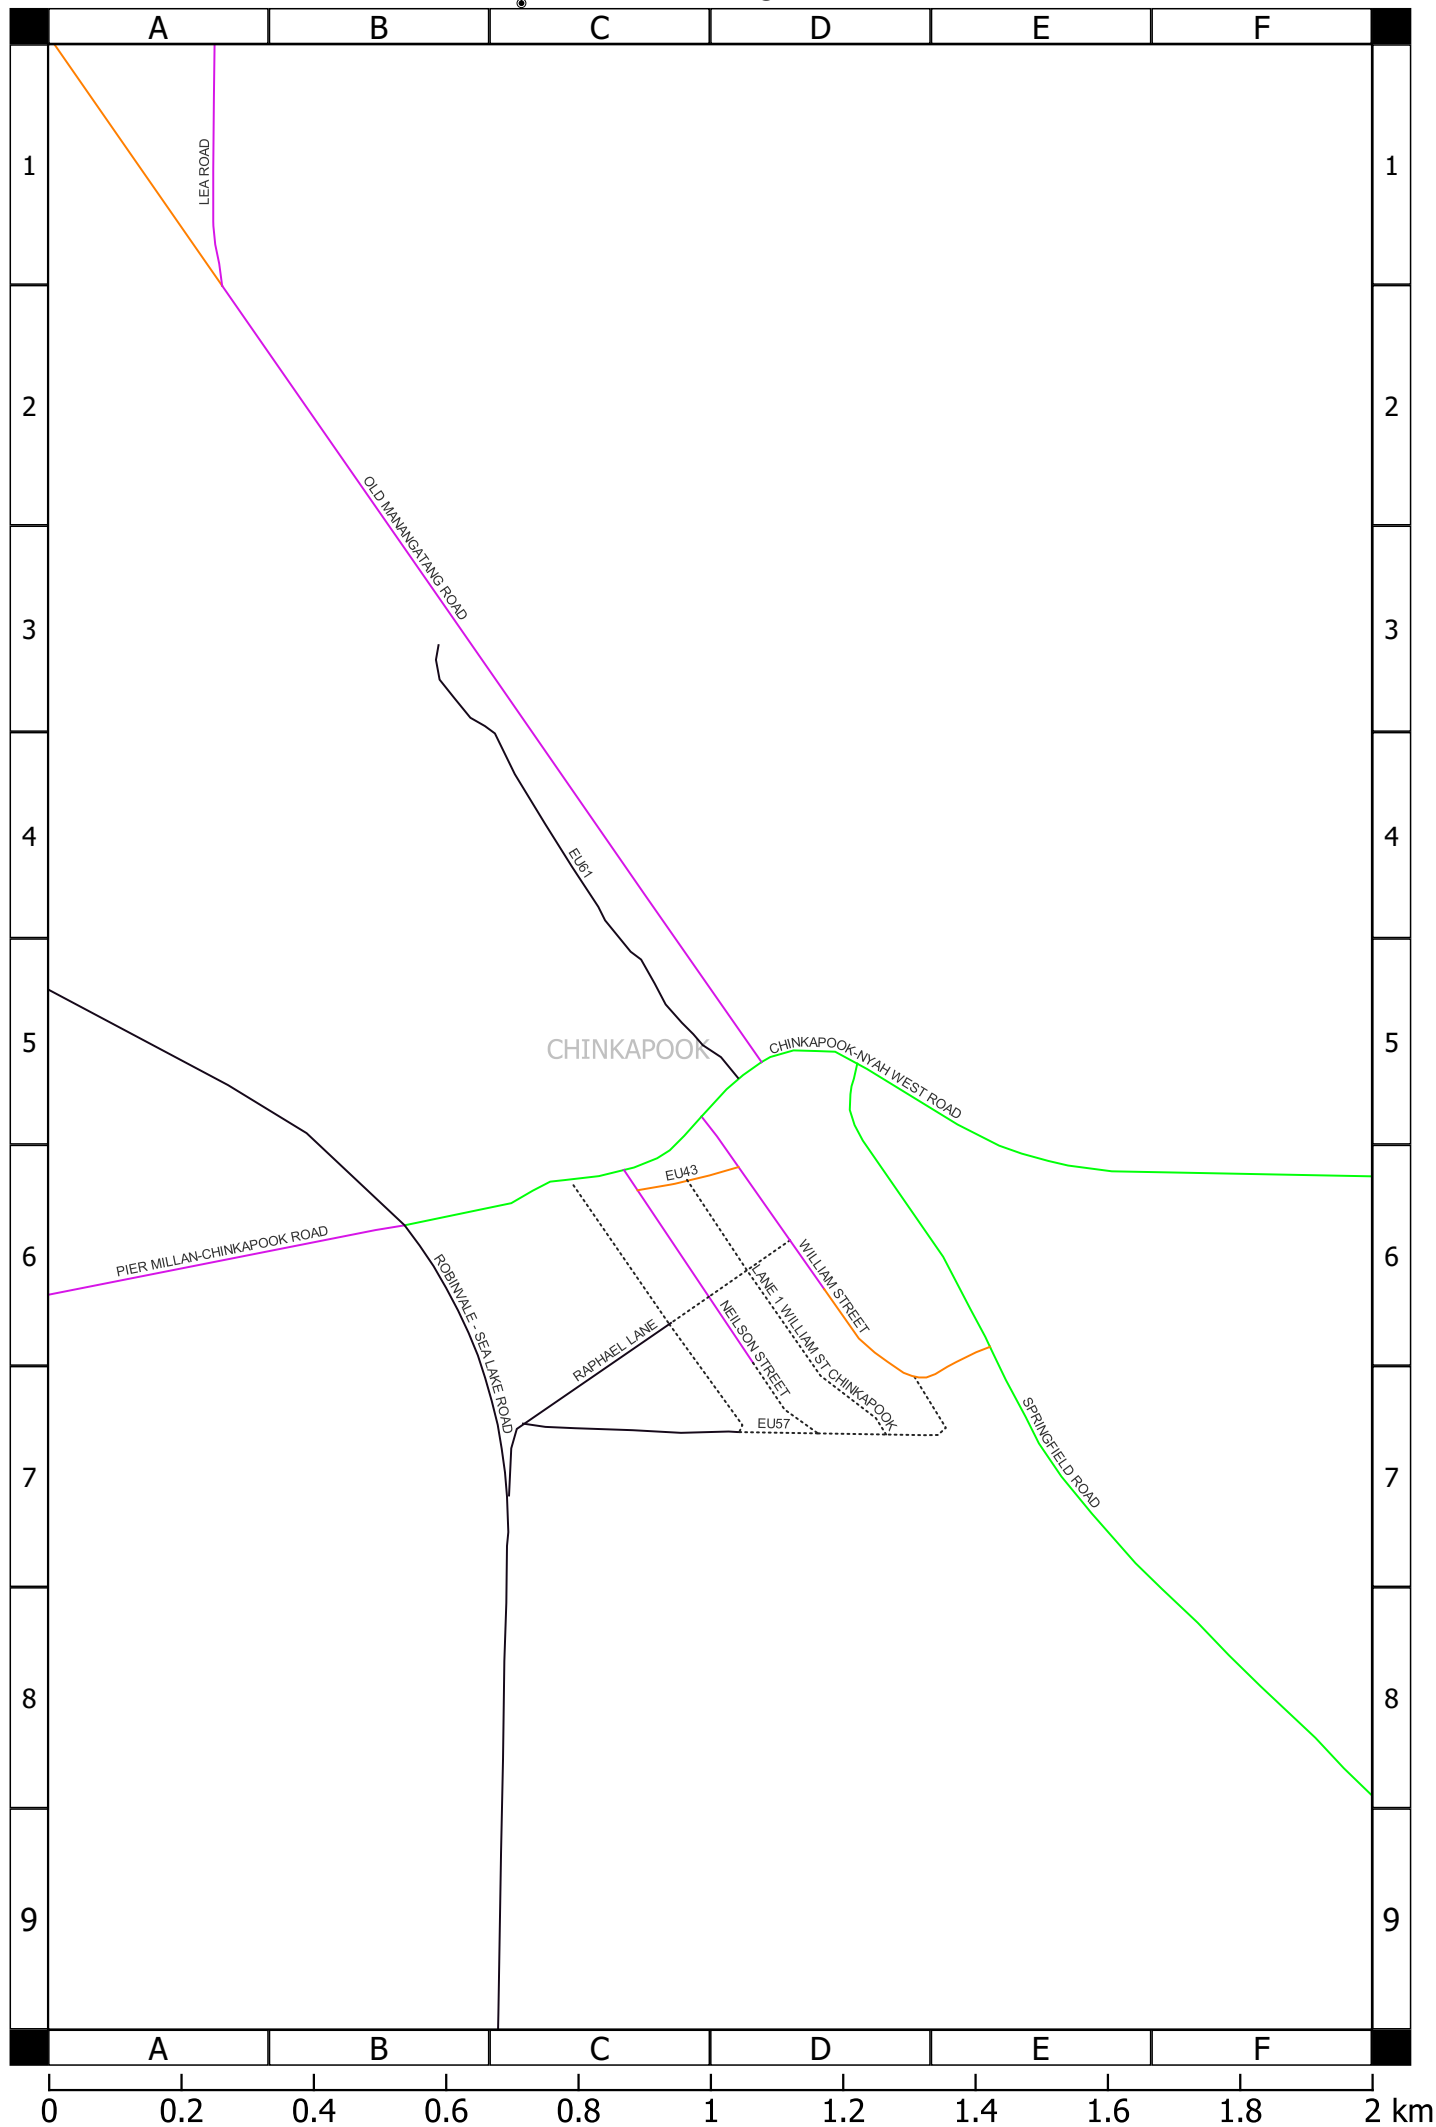 A B C D E F
1 1
LEA ROAD
2 2
OLD MANANGATANG ROAD
3 3
4 4
EU61
5 5
CHINKAPOOK
CHINKAPOOK-NYAH WEST ROAD
EU43
6 6
PIER MILLAN-CHINKAPOOK ROAD
ROBINVALE - SEA LAKE ROAD
WILLIAM STREET
LANE 1 WILLIAM ST CHINKAPOOK
NEILSON STREET
RAPHAEL LANE
EU57
SPRINGFIELD ROAD
7 7
8 8
9 9
A B C D E F
0 0.2 0.4 0.6 0.8 1 1.2 1.4 1.6 1.8 2 km